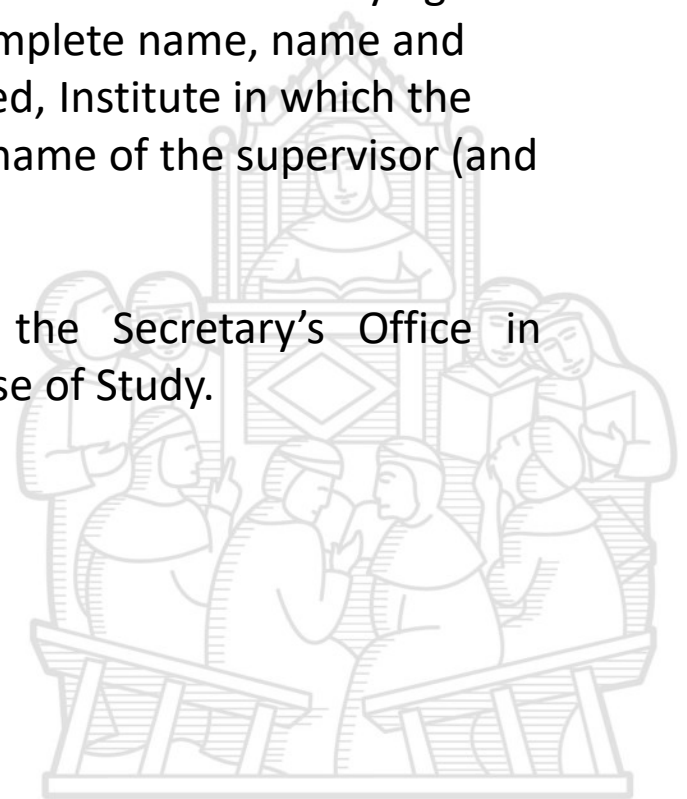 mplete name, name and
ed, Institute in which the
name of the supervisor (and
the Secretary’s Office in
se of Study.